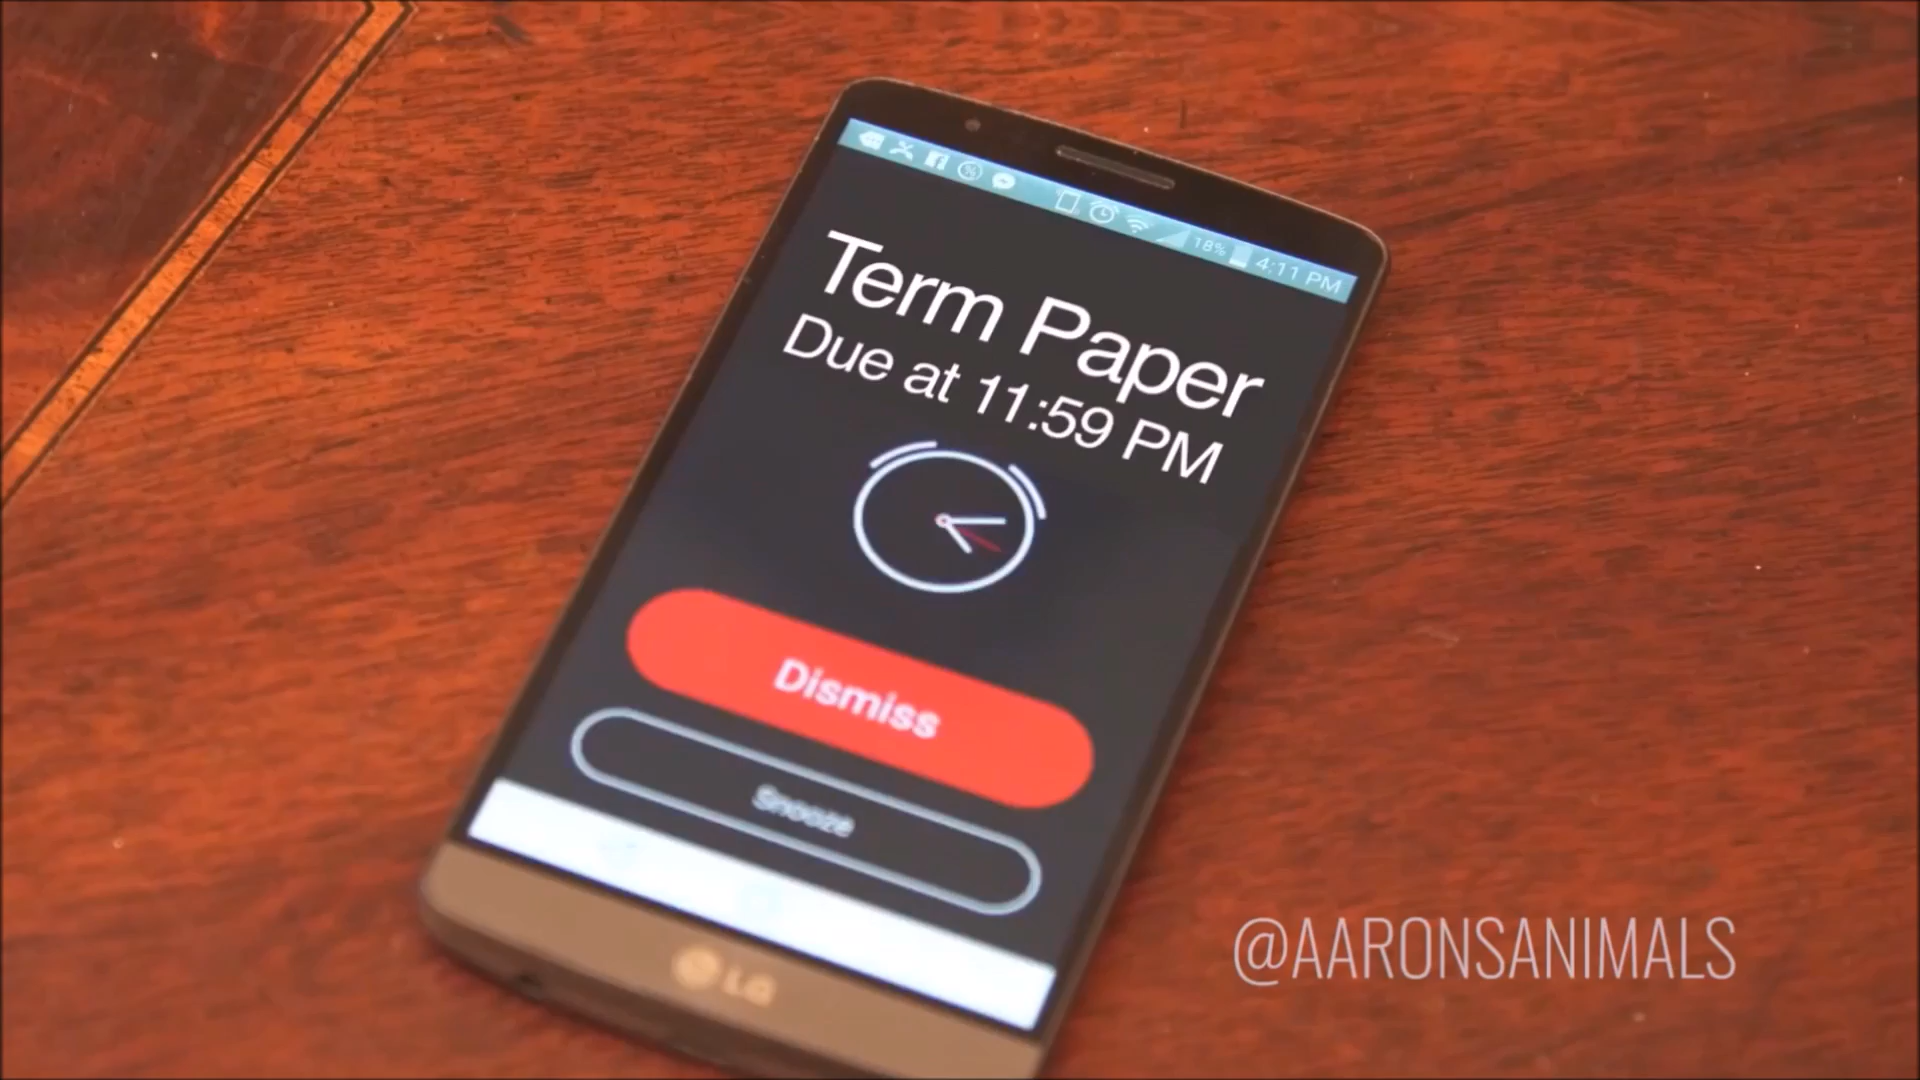 18% 4:11 PM
Term Paper
Due at 11:59 PM
Dismiss
Snooze
LG
@AARONSANIMALS